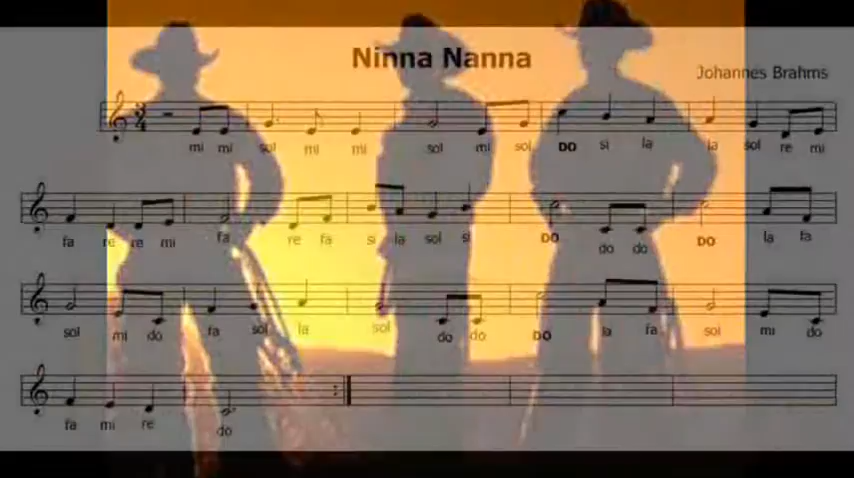 Ninna Nanna
Johannes Brahms
3
4
mi mi sol mi mi sol mi sol DO si la la sol re mi
fa re re mi fa re fa si la sol si DO do do DO la fa
sol mi do fa sol la sol do do DO la fa sol mi do
fa mi re do